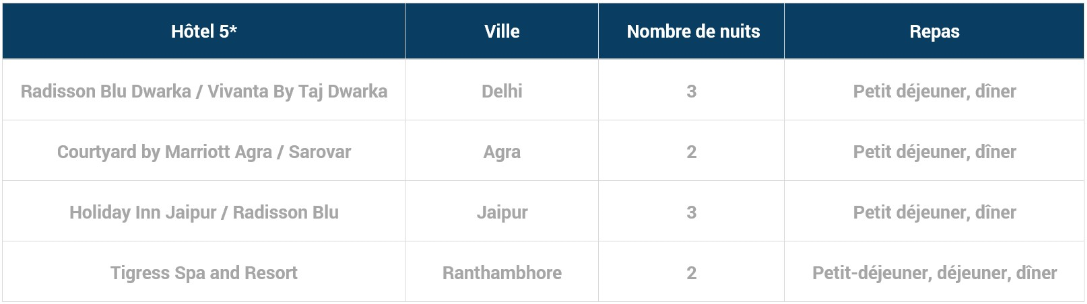 Hôtel 5* Ville Nombre de nuits Repas
Radisson Blu Dwarka / Vivanta By Taj Dwarka Delhi 3 Petit déjeuner, dîner
Courtyard by Marriott Agra / Sarovar Agra 2 Petit déjeuner, dîner
Holiday Inn Jaipur / Radisson Blu Jaipur 3 Petit déjeuner, dîner
Tigress Spa and Resort Ranthambhore 2 Petit-déjeuner, déjeuner, dîner